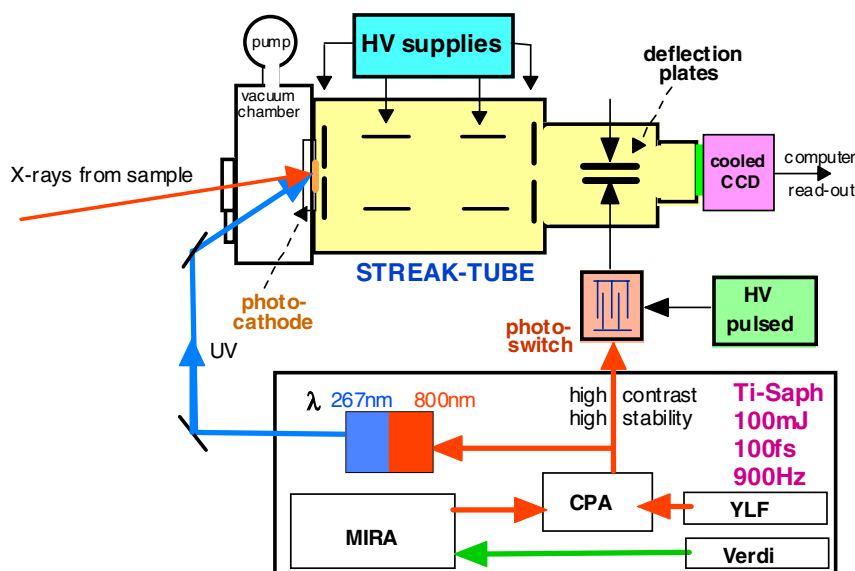 pump
HV supplies
deflection
plates
vacuum
chamber
X-rays from sample
cooled
CCD
computer
read-out
STREAK-TUBE
photo-
cathode
HV
pulsed
photo-
switch
UV
λ 267nm 800nm
high contrast
high stability
Ti-Saph
100mJ
100fs
900Hz
CPA
YLF
MIRA
Verdi